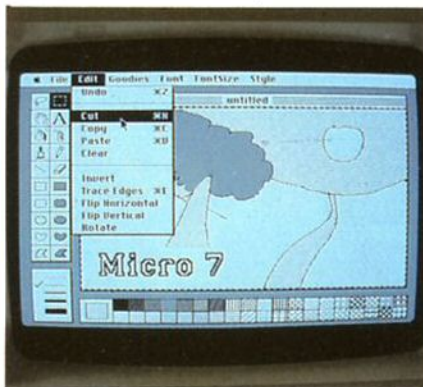 File Edit Goodies Font FontSize Style
untitled
Undo ⌘Z
Cut ⌘X
Copy ⌘C
Paste ⌘V
Clear
Invert
Trace Edges ⌘E
Flip Horizontal
Flip Vertical
Rotate
A
Micro 7